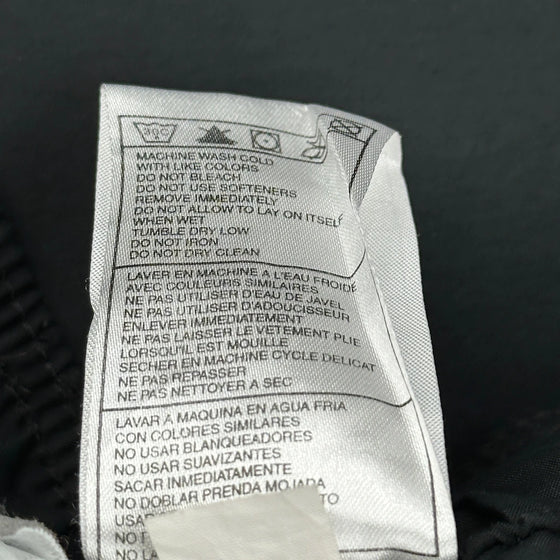 30C
MACHINE WASH COLD
WITH LIKE COLORS
DO NOT BLEACH
DO NOT USE SOFTENERS
REMOVE IMMEDIATELY
DO NOT ALLOW TO LAY ON ITSELF
WHEN WET
TUMBLE DRY LOW
DO NOT IRON
DO NOT DRY CLEAN
LAVER EN MACHINE A L'EAU FROIDE
AVEC COULEURS SIMILAIRES
NE PAS UTILISER D'EAU DE JAVEL
NE PAS UTILISER D'ADOUCISSEUR
ENLEVER IMMEDIATEMENT
NE PAS LAISSER LE VETEMENT PLIE
LORSQU'IL EST MOUILLE
SECHER EN MACHINE CYCLE DELICAT
NE PAS REPASSER
NE PAS NETTOYER A SEC
LAVAR A MAQUINA EN AGUA FRIA
CON COLORES SIMILARES
NO USAR BLANQUEADORES
NO USAR SUAVIZANTES
SACAR INMEDIATAMENTE
NO DOBLAR PRENDA MOJADA
NO